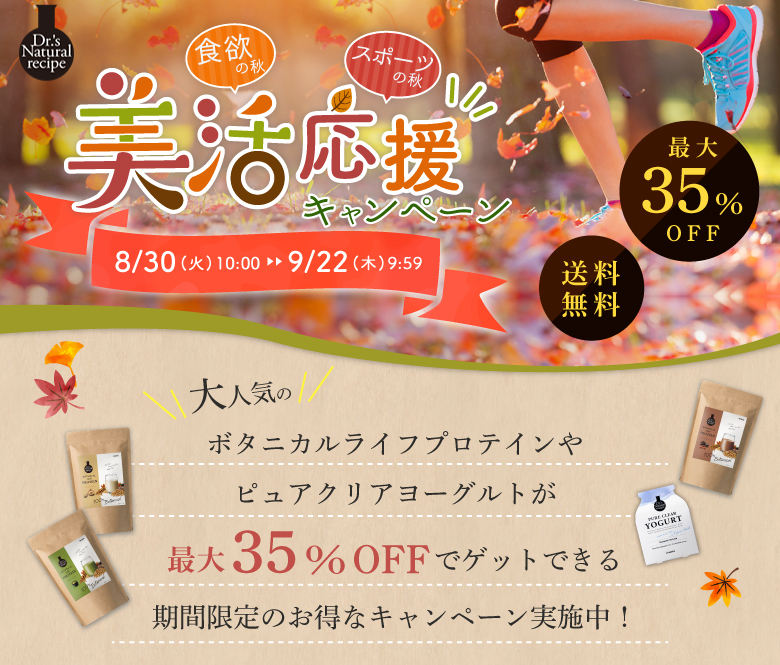 Dr.'s
Natural
recipe
食欲
の秋
スポーツ
の秋
美活応援
キャンペーン
8/30(火)10:00 ▸▸ 9/22(木)9:59
最大
35%
OFF
送料
無料
大人気の
ボタニカルライフプロテインや
ピュアクリアヨーグルトが
最大35%OFFでゲットできる
期間限定のお得なキャンペーン実施中！
PURE CLEAR
YOGURT